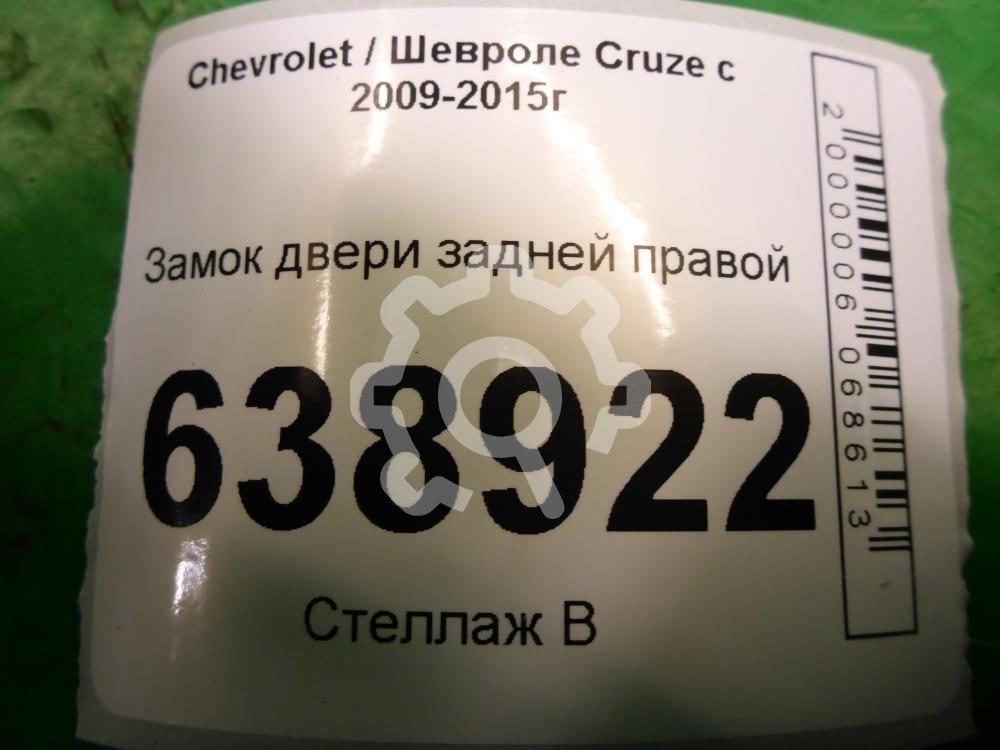 Chevrolet / Шевроле Cruze с
2009-2015г
Замок двери задней правой
638922
Стеллаж В
2000006068613